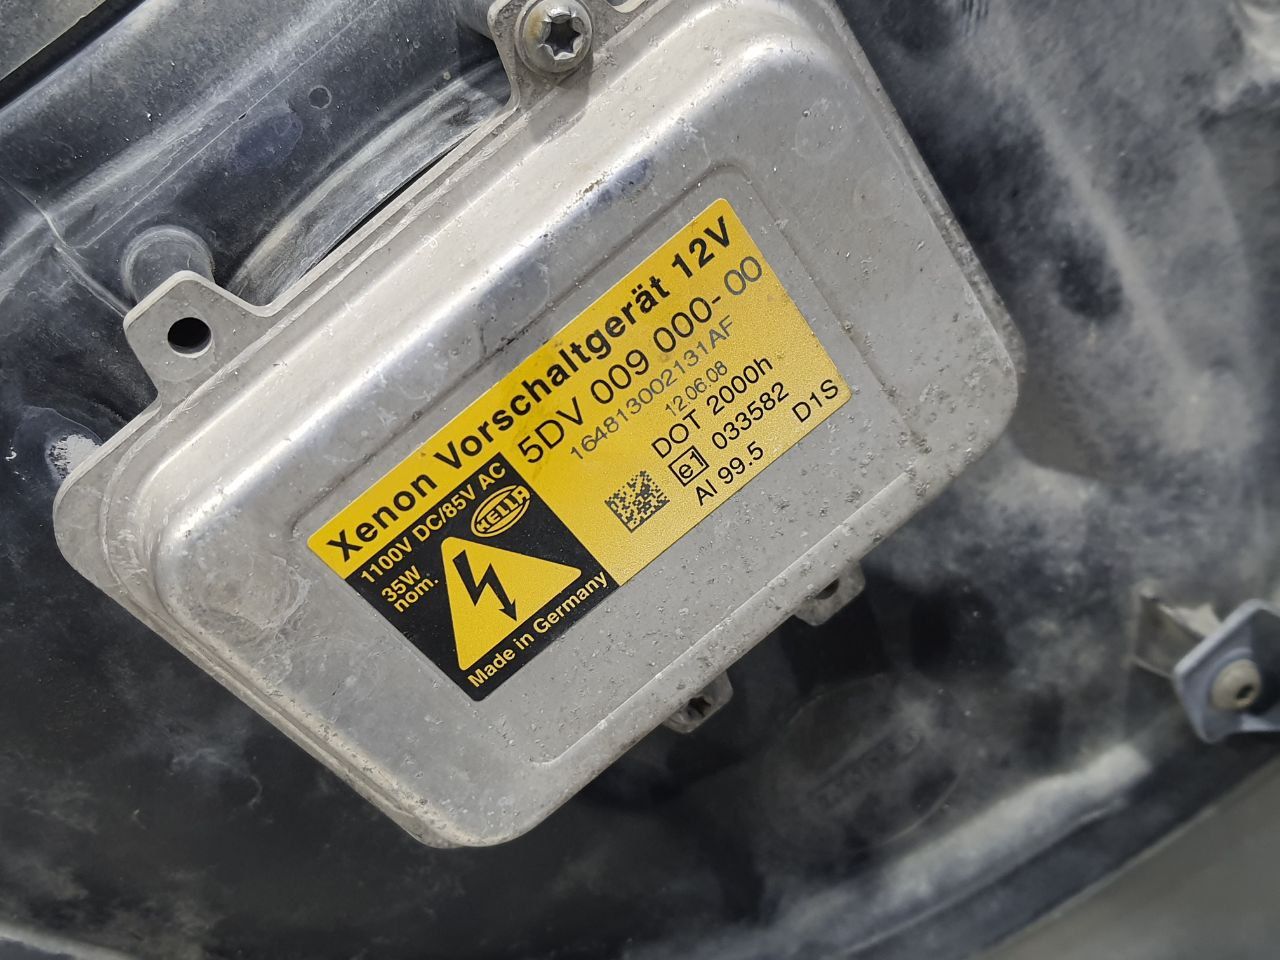 Xenon Vorschaltgerät 12V
5DV 009 000-00
164813002131AF
12.06.08
DOT 2000h
e1 033582
AI 99.5
D1S
1100V DC/85V AC
35W
nom.
HELLA
Made in Germany